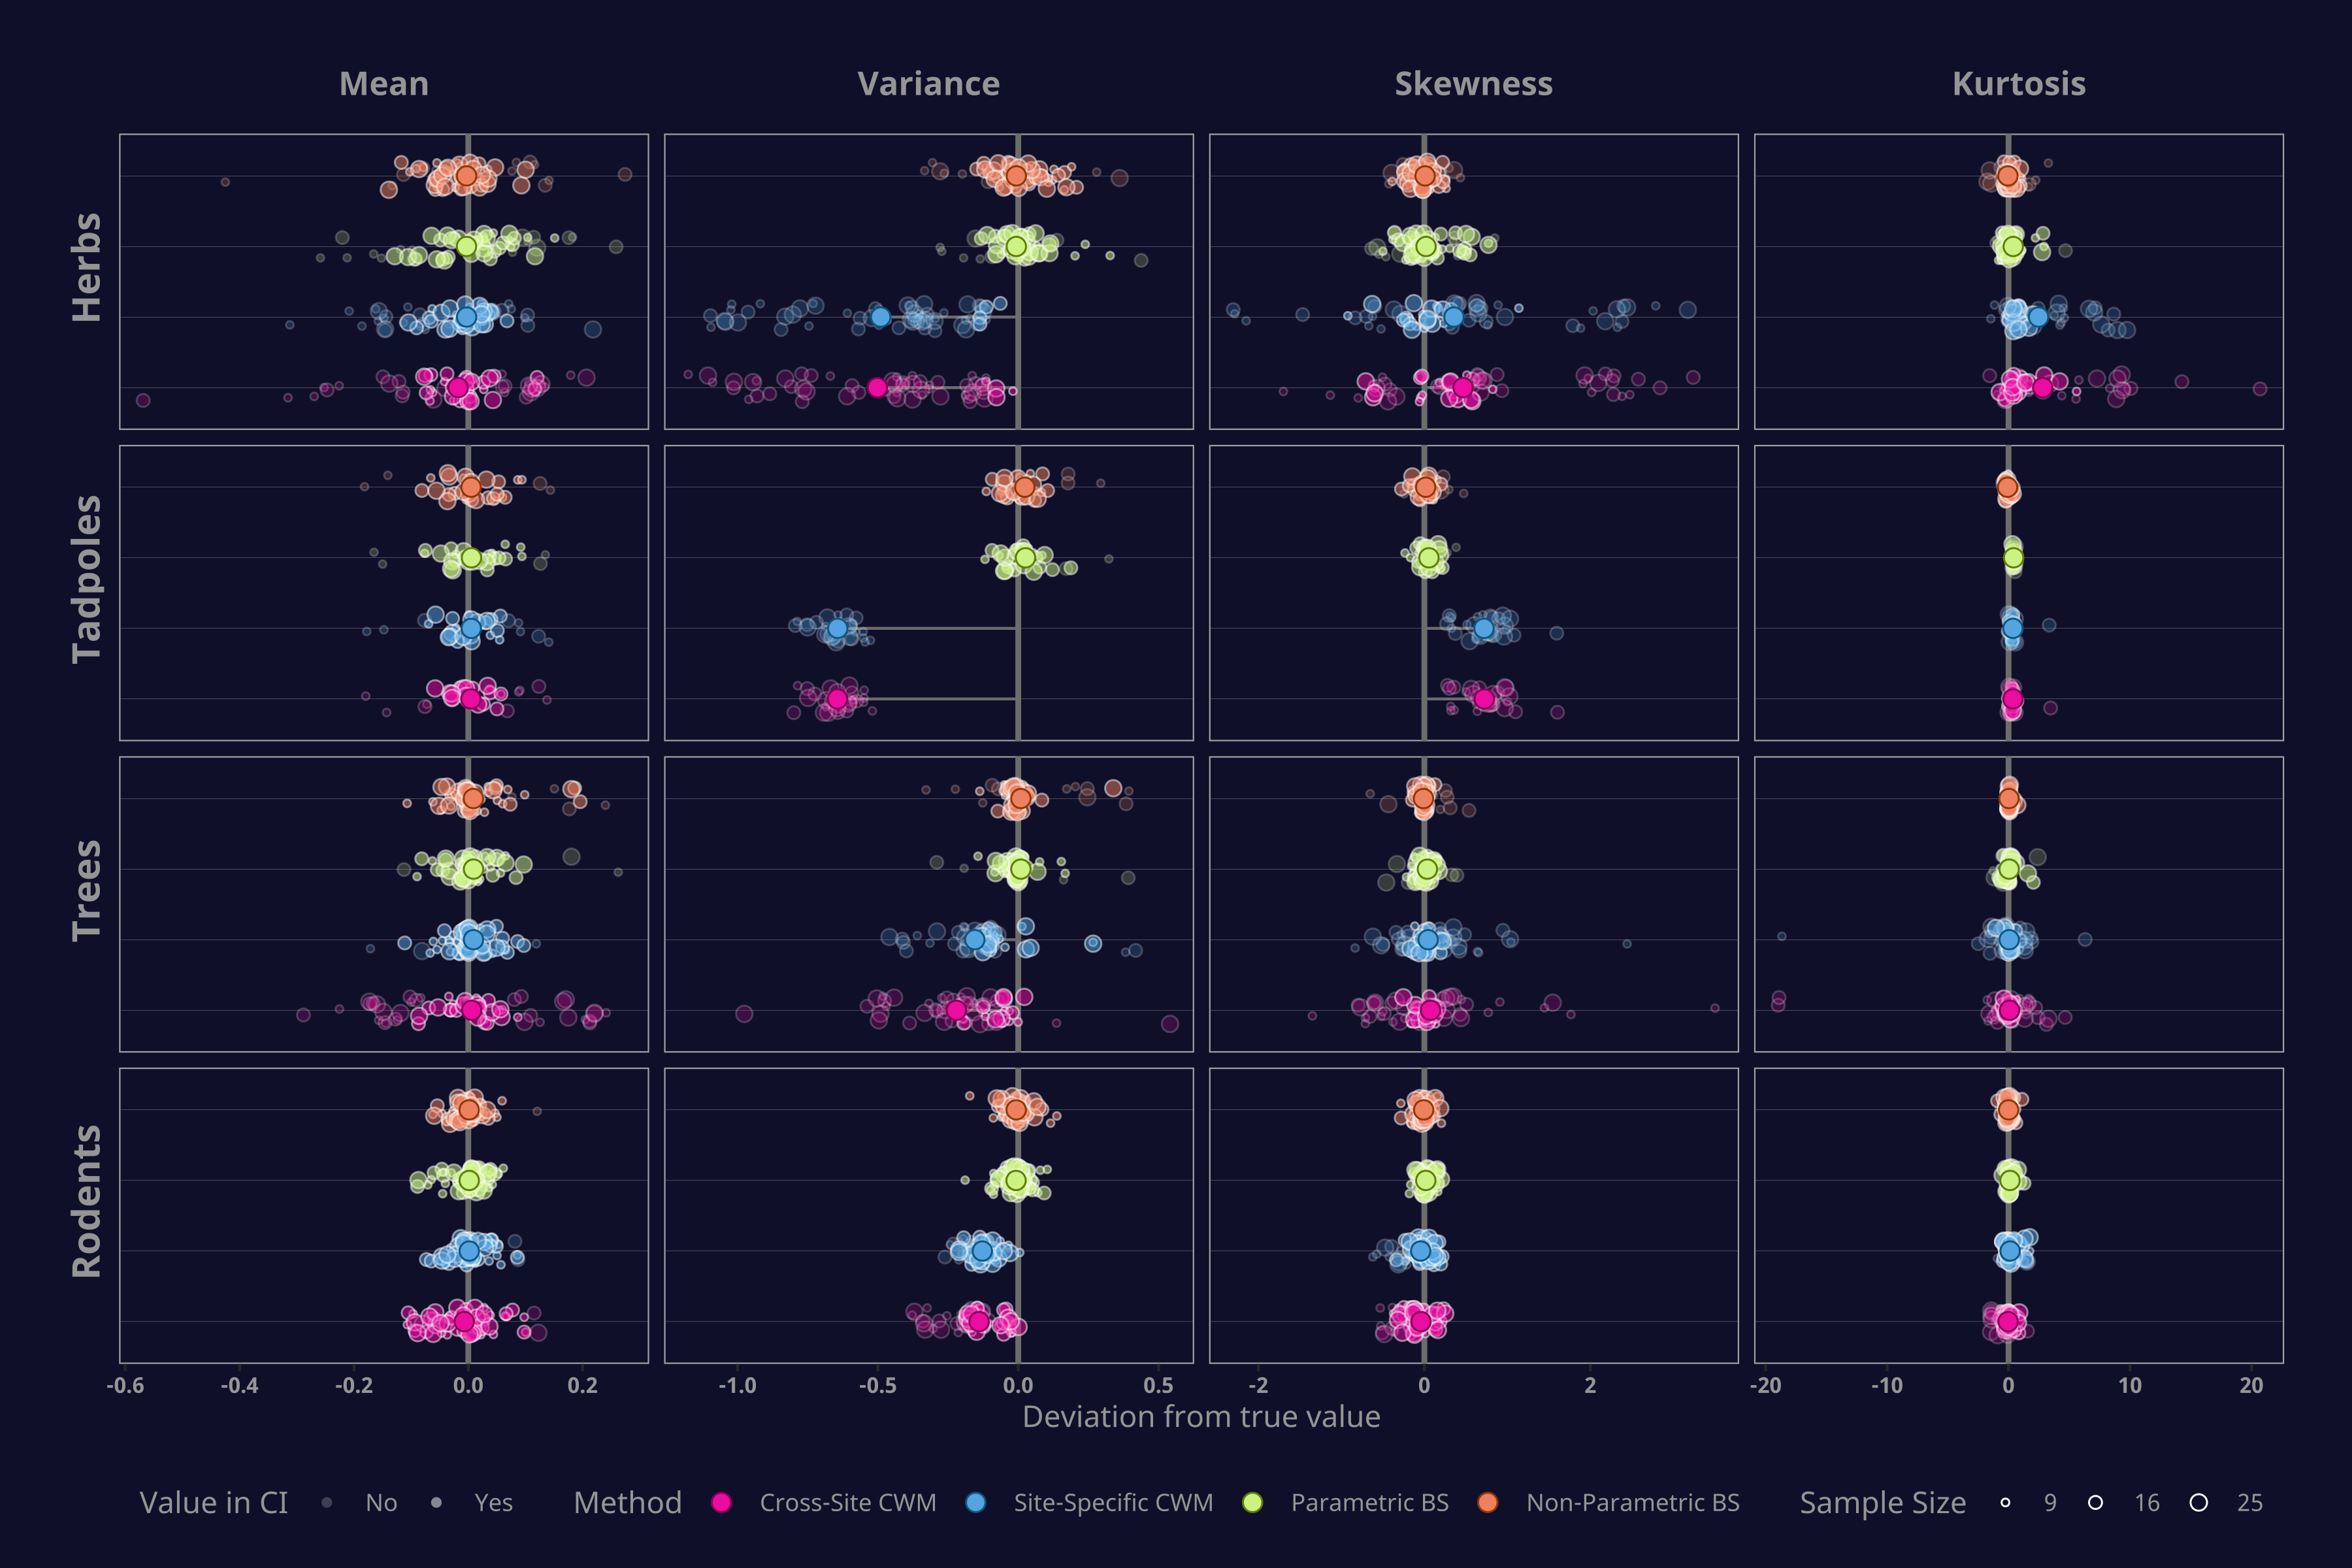 Mean Variance Skewness Kurtosis
Herbs
Tadpoles
Trees
Rodents
-0.6 -0.4 -0.2 0.0 0.2 -1.0 -0.5 0.0 0.5 -2 0 2 -20 -10 0 10 20
Deviation from true value
Value in CI No Yes Method Cross-Site CWM Site-Specific CWM Parametric BS Non-Parametric BS Sample Size 9 16 25